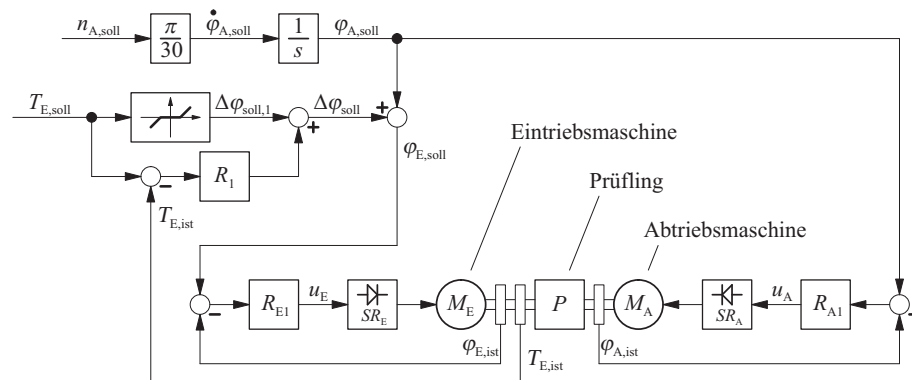 n_A,soll
π/30
φ̇_A,soll
1/s
φ_A,soll
T_E,soll
Δφ_soll,1
Δφ_soll
+
+
+
φ_E,soll
R_1
-
T_E,ist
Eintriebsmaschine
Prüfling
Abtriebsmaschine
-
R_E1
u_E
SR_E
M_E
P
M_A
SR_A
u_A
R_A1
-
φ_E,ist
T_E,ist
φ_A,ist